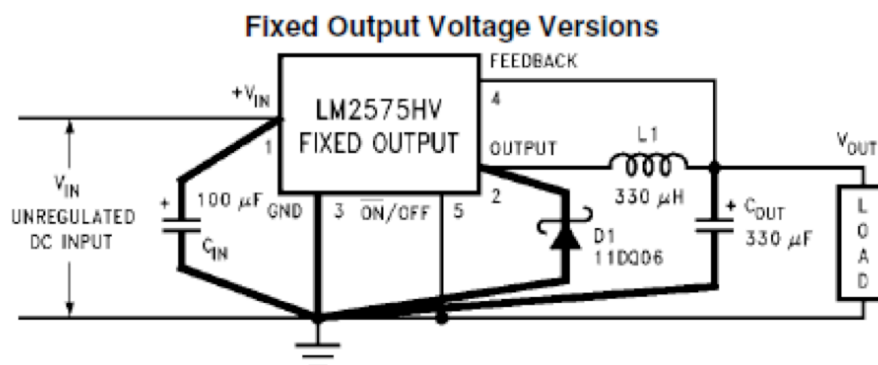 Fixed Output Voltage Versions
FEEDBACK
+VIN
LM2575HV
FIXED OUTPUT
4
1
OUTPUT
L1
VOUT
VIN
UNREGULATED
DC INPUT
+
100 μF
CIN
GND
3
ON/OFF
5
2
330 μH
D1
11DQ06
+
COUT
330 μF
LOAD